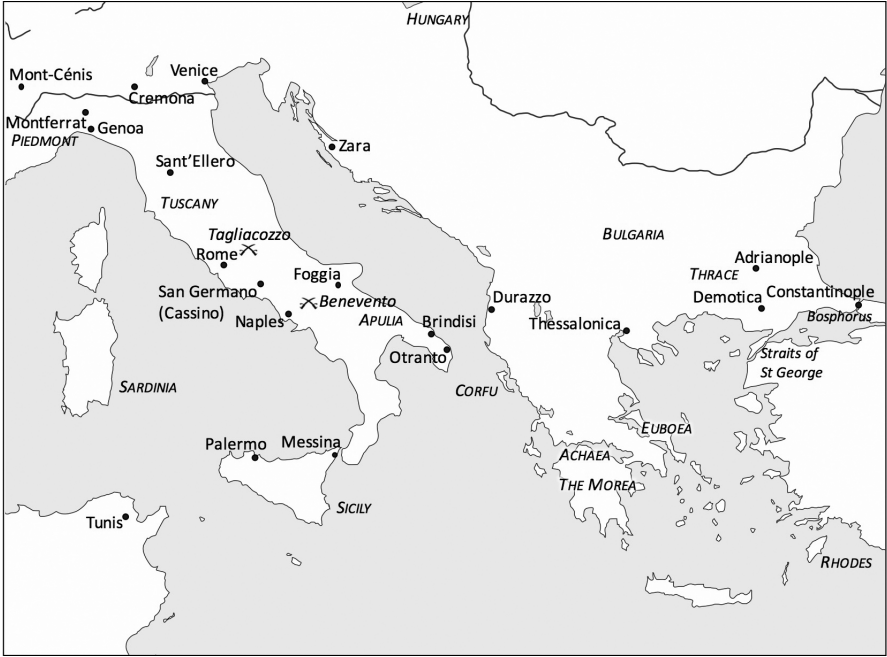 HUNGARY
Mont-Cénis
Venice
Cremona
Montferrat
Genoa
PIEDMONT
Zara
Sant'Ellero
TUSCANY
Tagliacozzo
BULGARIA
Rome
Adrianople
Foggia
THRACE
San Germano
(Cassino)
Benevento
Durazzo
Demotica
Constantinople
Naples
APULIA
Brindisi
Thessalonica
Bosphorus
Otranto
Straits of
St George
SARDINIA
CORFU
EUBOEA
Palermo
Messina
ACHAEA
THE MOREA
SICILY
Tunis
RHODES